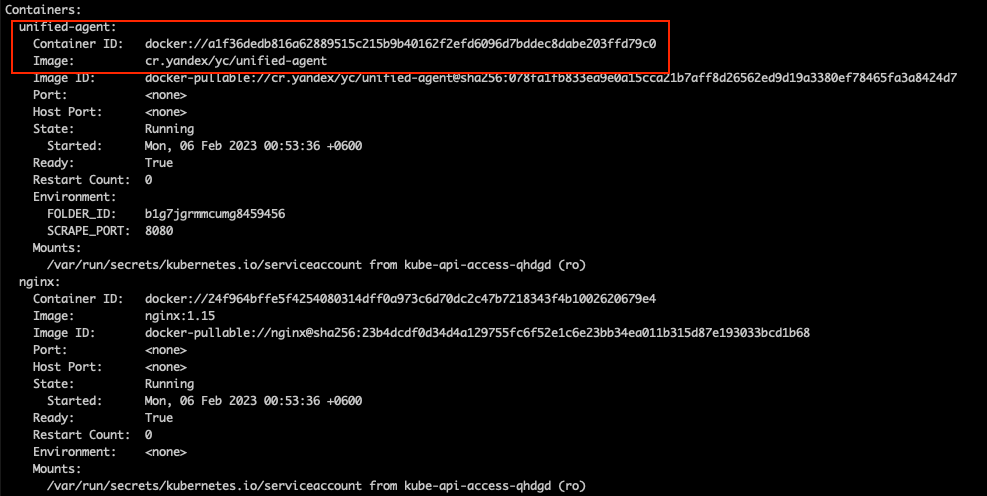 Containers:
  unified-agent:
    Container ID:   docker://a1f36dedb816a62889515c215b9b40162f2efd6096d7bddec8dabe203ffd79c0
    Image:          cr.yandex/yc/unified-agent
    Image ID:       docker-pullable://cr.yandex/yc/unified-agent@sha256:078fa1fb833ea9e0a15cca21b7aff8d26562ed9d19a3380ef78465fa3a8424d7
    Port:           <none>
    Host Port:      <none>
    State:          Running
      Started:      Mon, 06 Feb 2023 00:53:36 +0600
    Ready:          True
    Restart Count:  0
    Environment:
      FOLDER_ID:    b1g7jgrmmcumg8459456
      SCRAPE_PORT:  8080
    Mounts:
      /var/run/secrets/kubernetes.io/serviceaccount from kube-api-access-qhdgd (ro)
  nginx:
    Container ID:   docker://24f964bffe5f4254080314dff0a973c6d70dc2c47b7218343f4b1002620679e4
    Image:          nginx:1.15
    Image ID:       docker-pullable://nginx@sha256:23b4dcdf0d34d4a129755fc6f52e1c6e23bb34ea011b315d87e193033bcd1b68
    Port:           <none>
    Host Port:      <none>
    State:          Running
      Started:      Mon, 06 Feb 2023 00:53:36 +0600
    Ready:          True
    Restart Count:  0
    Environment:    <none>
    Mounts:
      /var/run/secrets/kubernetes.io/serviceaccount from kube-api-access-qhdgd (ro)